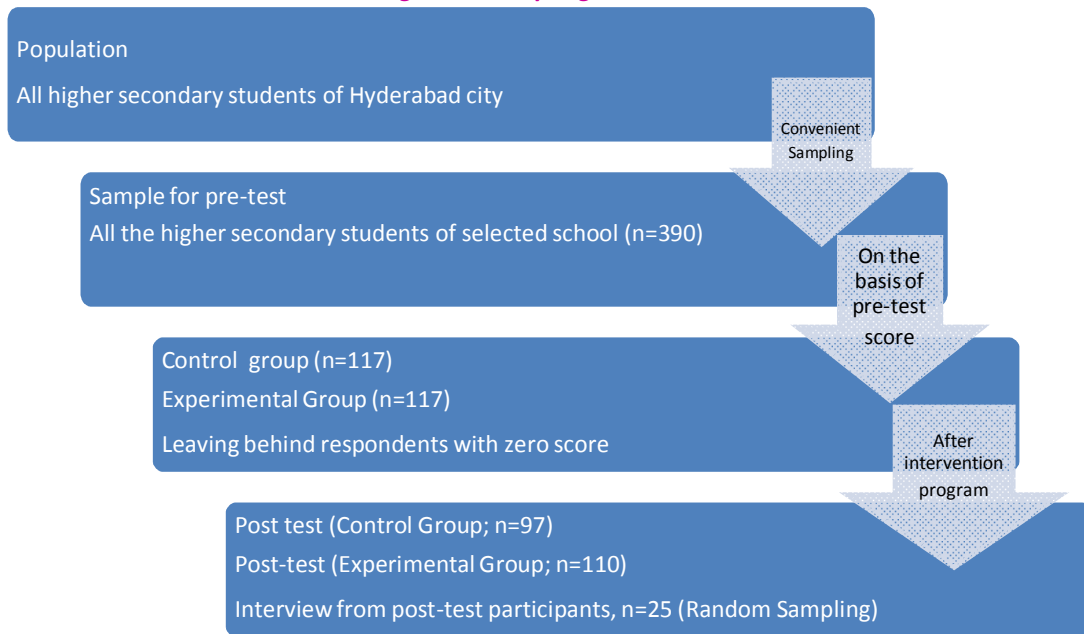 Population
All higher secondary students of Hyderabad city
Convenient
Sampling
Sample for pre-test
All the higher secondary students of selected school (n=390)
On the
basis of
pre-test
score
Control group (n=117)
Experimental Group (n=117)
Leaving behind respondents with zero score
After
intervention
program
Post test (Control Group; n=97)
Post-test (Experimental Group; n=110)
Interview from post-test participants, n=25 (Random Sampling)